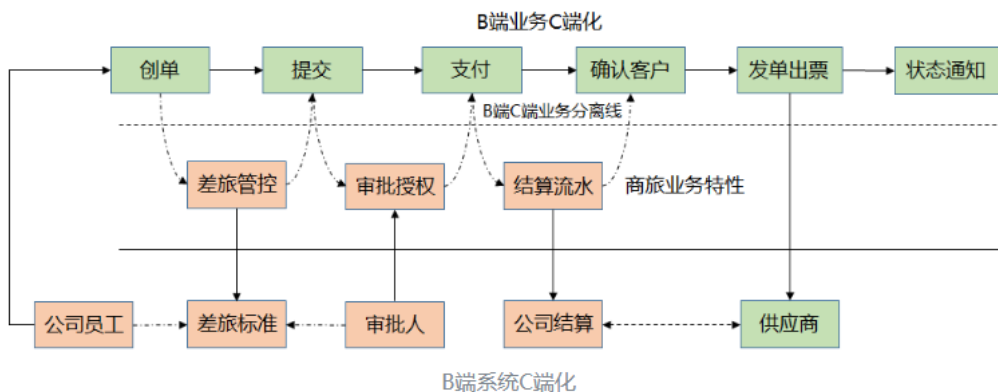 B端业务C端化
创单
提交
支付
确认客户
发单出票
状态通知
B端C端业务分离线
差旅管控
审批授权
结算流水
商旅业务特性
公司员工
差旅标准
审批人
公司结算
供应商
B端系统C端化